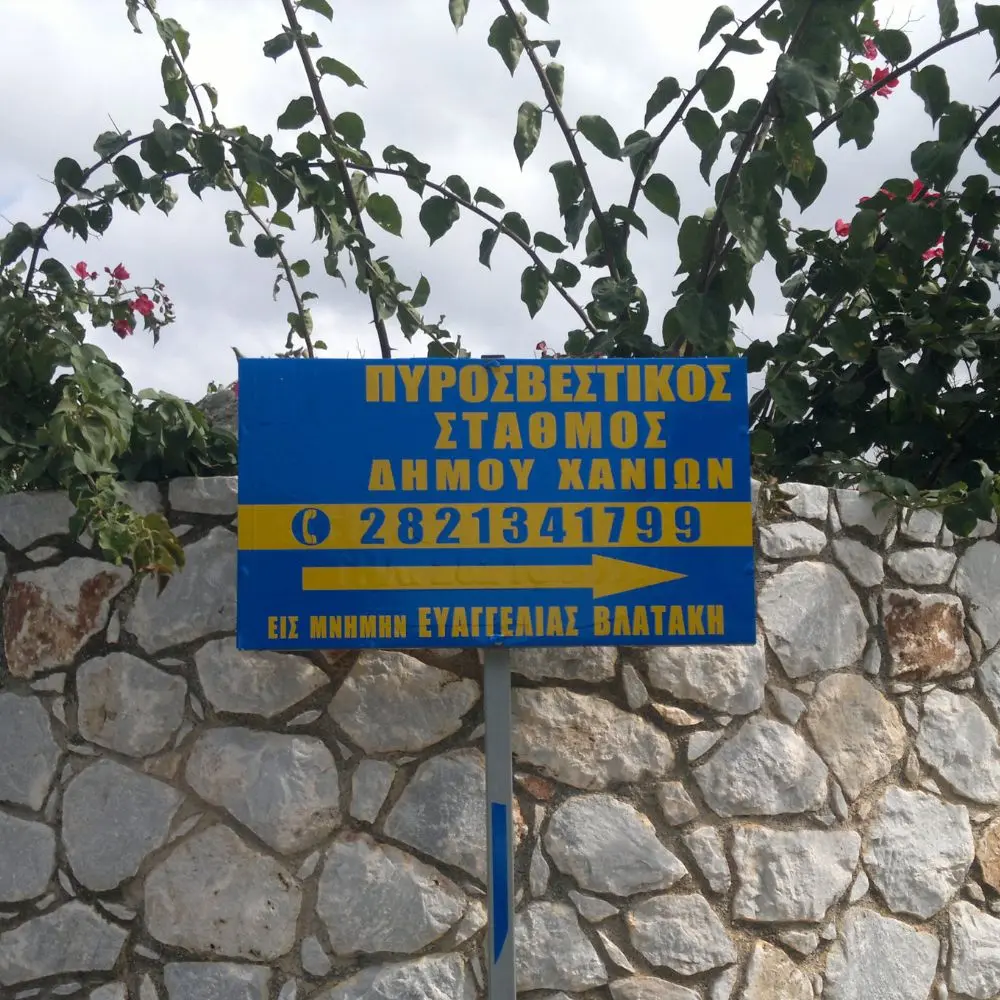 ΠΥΡΟΣΒΕΣΤΙΚΟΣ
ΣΤΑΘΜΟΣ
ΔΗΜΟΥ ΧΑΝΙΩΝ
2821341799
ΕΙΣ ΜΝΗΜΗΝ ΕΥΑΓΓΕΛΙΑΣ ΒΛΑΤΑΚΗ